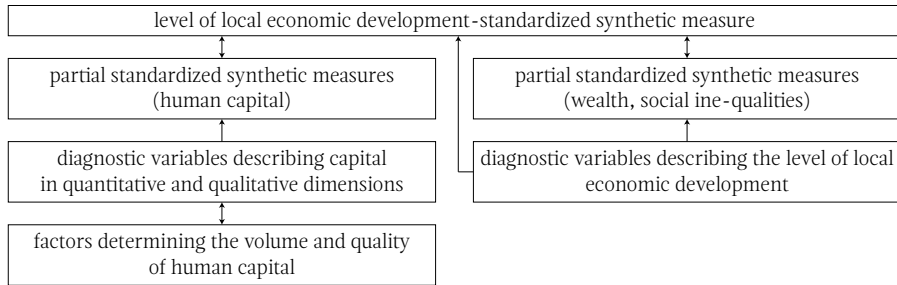 level of local economic development-standardized synthetic measure
partial standardized synthetic measures
(human capital)
partial standardized synthetic measures
(wealth, social ine-qualities)
diagnostic variables describing capital
in quantitative and qualitative dimensions
diagnostic variables describing the level of local
economic development
factors determining the volume and quality
of human capital